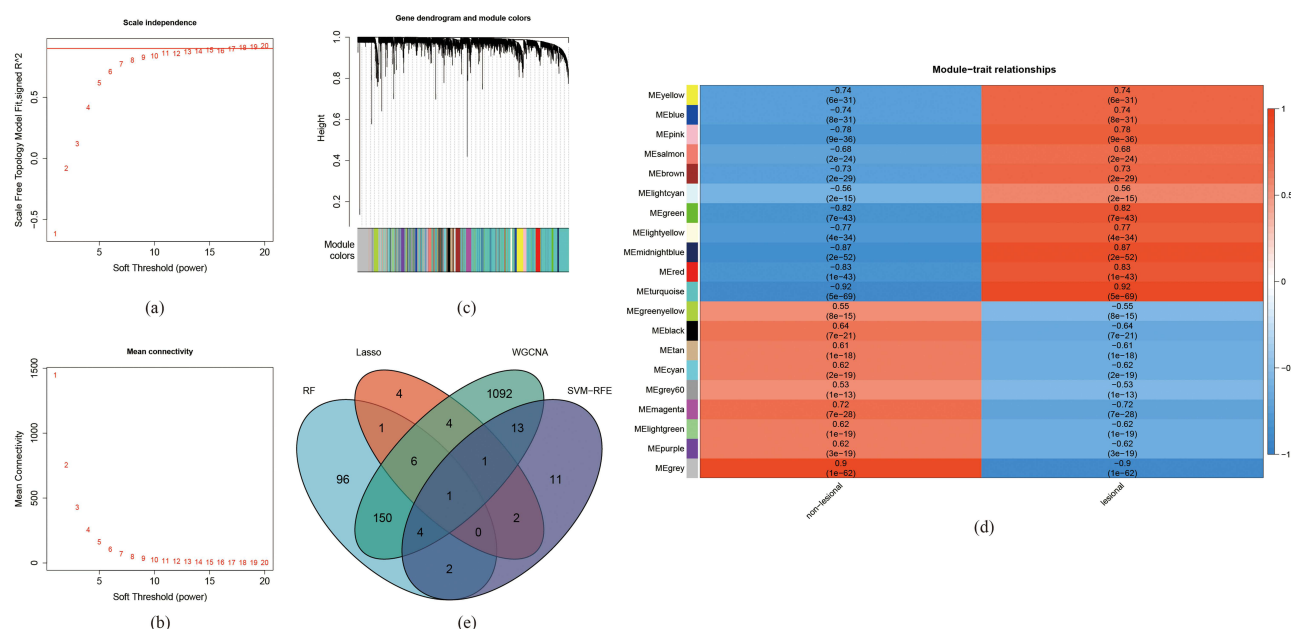 Scale independence
Scale Free Topology Model Fit,signed R^2
0.5
0.0
−0.5
1 2 3 4 5 6 7 8 9 10 11 12 13 14 15 16 17 18 19 20
5 10 15 20
Soft Threshold (power)
(a)
Mean connectivity
Mean Connectivity
1500
1000
500
0
1 2 3 4 5 6 7 8 9 10 11 12 13 14 15 16 17 18 19 20
5 10 15 20
Soft Threshold (power)
(b)
Gene dendrogram and module colors
Height
1.0
0.9
0.8
1.0
0.4
0.2
Module
colors
(c)
Lasso
WGCNA
RF
SVM−RFE
4
1092
1
4
13
96
6
1
11
1
150
4
0
2
2
(e)
Module−trait relationships
MEyellow
−0.74
(6e−31)
0.74
(6e−31)
MEblue
−0.74
(8e−31)
0.74
(8e−31)
MEpink
−0.78
(9e−36)
0.78
(9e−36)
MEsalmon
−0.68
(2e−24)
0.68
(2e−24)
MEbrown
−0.73
(2e−29)
0.73
(2e−29)
MElightcyan
−0.56
(2e−15)
0.56
(2e−15)
MEgreen
−0.82
(7e−43)
0.82
(7e−43)
MElightyellow
−0.77
(4e−34)
0.77
(4e−34)
MEmidnightblue
−0.87
(2e−52)
0.87
(2e−52)
MEred
−0.83
(1e−43)
0.83
(1e−43)
MEturquoise
−0.92
(5e−69)
0.92
(5e−69)
MEgreenyellow
0.55
(8e−15)
−0.55
(8e−15)
MEblack
0.64
(7e−21)
−0.64
(7e−21)
MEtan
0.61
(1e−18)
−0.61
(1e−18)
MEcyan
0.62
(2e−19)
−0.62
(2e−19)
MEgrey60
0.53
(1e−13)
−0.53
(1e−13)
MEmagenta
0.72
(7e−28)
−0.72
(7e−28)
MElightgreen
0.62
(1e−19)
−0.62
(1e−19)
MEpurple
0.62
(3e−19)
−0.62
(3e−19)
MEgrey
0.9
(1e−62)
−0.9
(1e−62)
non−lesional
lesional
1
0.5
0
−0.5
−1
(d)